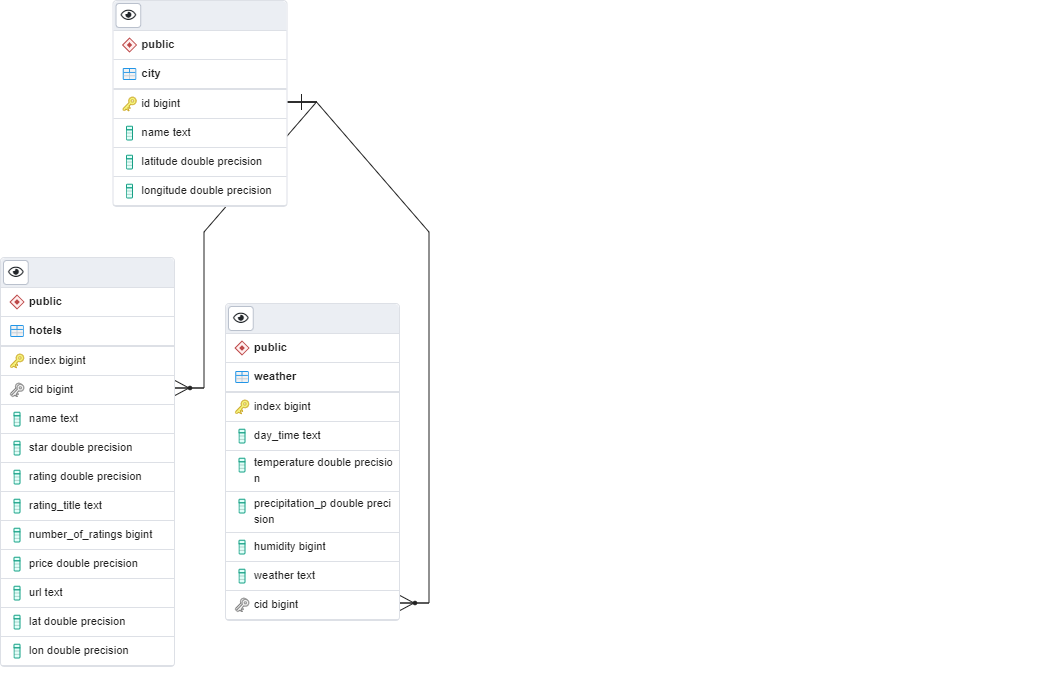 public
city
id bigint
name text
latitude double precision
longitude double precision
public
hotels
index bigint
cid bigint
name text
star double precision
rating double precision
rating_title text
number_of_ratings bigint
price double precision
url text
lat double precision
lon double precision
public
weather
index bigint
day_time text
temperature double precisio
n
precipitation_p double preci
sion
humidity bigint
weather text
cid bigint